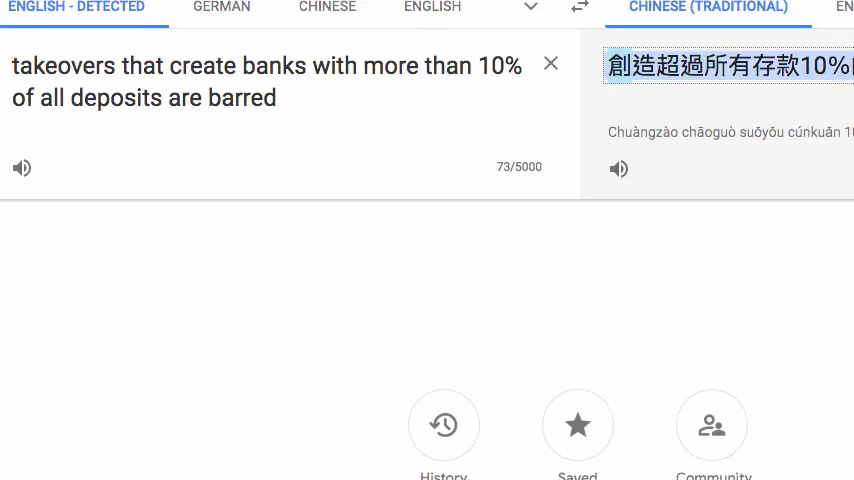 ENGLISH - DETECTED GERMAN CHINESE ENGLISH CHINESE (TRADITIONAL) EN
takeovers that create banks with more than 10%
of all deposits are barred
創造超過所有存款10%
Chuàngzào chāoguò suǒyǒu cúnkuǎn 10
73/5000
History Saved Community